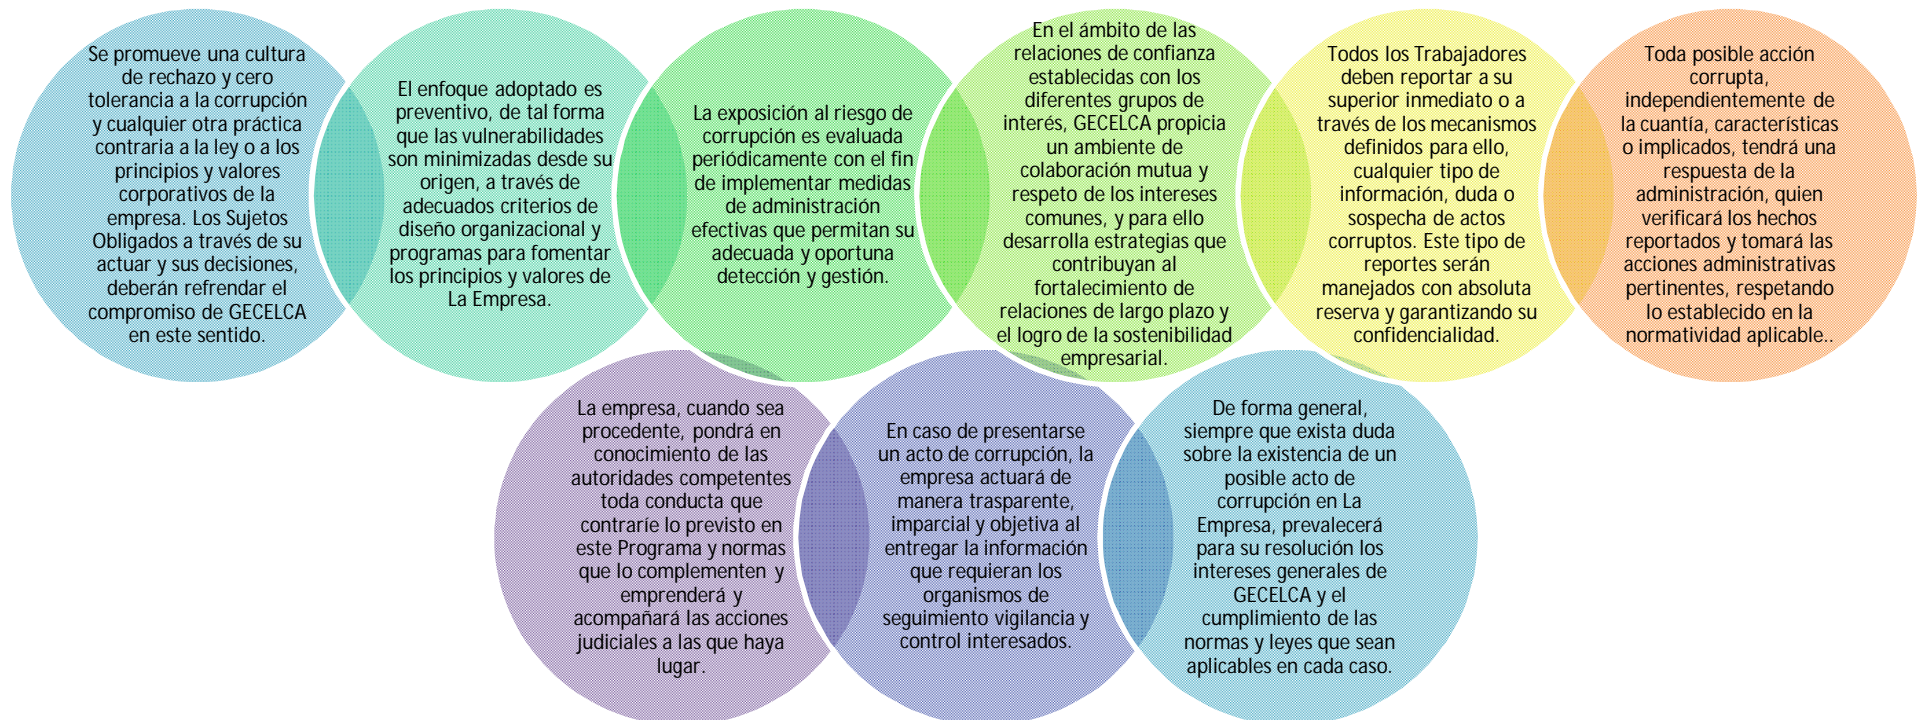 Se promueve una cultura
de rechazo y cero
tolerancia a la corrupción
y cualquier otra práctica
contraria a la ley o a los
principios y valores
corporativos de la
empresa. Los Sujetos
Obligados a través de su
actuar y sus decisiones,
deberán refrendar el
compromiso de GECELCA
en este sentido.
El enfoque adoptado es
preventivo, de tal forma
que las vulnerabilidades
son minimizadas desde su
origen, a través de
adecuados criterios de
diseño organizacional y
programas para fomentar
los principios y valores de
La Empresa.
La exposición al riesgo de
corrupción es evaluada
periódicamente con el fin
de implementar medidas
de administración
efectivas que permitan su
adecuada y oportuna
detección y gestión.
En el ámbito de las
relaciones de confianza
establecidas con los
diferentes grupos de
interés, GECELCA propicia
un ambiente de
colaboración mutua y
respeto de los intereses
comunes, y para ello
desarrolla estrategias que
contribuyan al
fortalecimiento de
relaciones de largo plazo y
el logro de la sostenibilidad
empresarial.
Todos los Trabajadores
deben reportar a su
superior inmediato o a
través de los mecanismos
definidos para ello,
cualquier tipo de
información, duda o
sospecha de actos
corruptos. Este tipo de
reportes serán
manejados con absoluta
reserva y garantizando su
confidencialidad.
Toda posible acción
corrupta,
independientemente de
la cuantía, características
o implicados, tendrá una
respuesta de la
administración, quien
verificará los hechos
reportados y tomará las
acciones administrativas
pertinentes, respetando
lo establecido en la
normatividad aplicable..
La empresa, cuando sea
procedente, pondrá en
conocimiento de las
autoridades competentes
toda conducta que
contraríe lo previsto en
este Programa y normas
que lo complementen y
emprenderá y
acompañará las acciones
judiciales a las que haya
lugar.
En caso de presentarse
un acto de corrupción, la
empresa actuará de
manera trasparente,
imparcial y objetiva al
entregar la información
que requieran los
organismos de
seguimiento vigilancia y
control interesados.
De forma general,
siempre que exista duda
sobre la existencia de un
posible acto de
corrupción en La
Empresa, prevalecerá
para su resolución los
intereses generales de
GECELCA y el
cumplimiento de las
normas y leyes que sean
aplicables en cada caso.